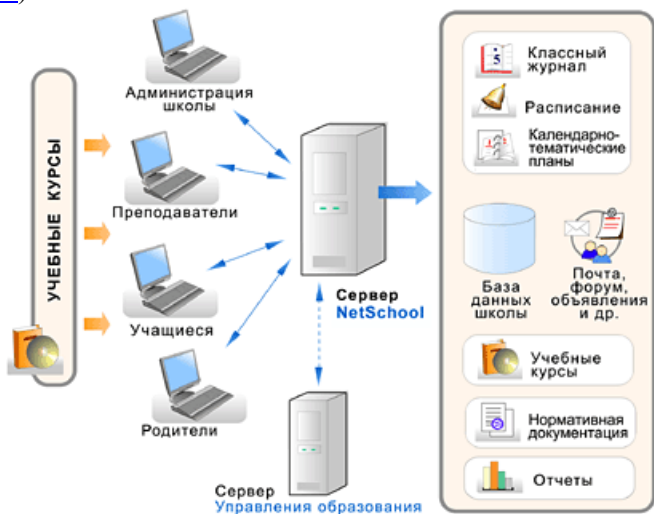 )
УЧЕБНЫЕ КУРСЫ
Администрация
школы
Преподаватели
Учащиеся
Родители
Сервер
NetSchool
Сервер
Управления образования
5
Классный
журнал
Расписание
Календарно-
тематические
планы
База
данных
школы
Почта,
форум,
объявления
и др.
Учебные
курсы
Нормативная
документация
Отчеты